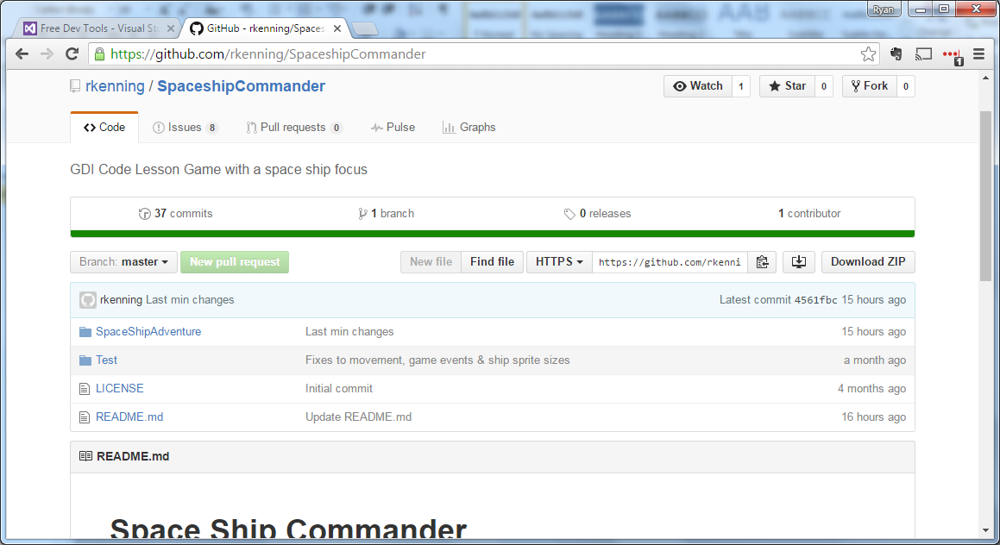 Ryan
Free Dev Tools - Visual Stu
GitHub - rkenning/Spaces
https://github.com/rkenning/SpaceshipCommander
1
rkenning / SpaceshipCommander
Watch 1 Star 0 Fork 0
Code Issues 8 Pull requests 0 Pulse Graphs
GDI Code Lesson Game with a space ship focus
37 commits 1 branch 0 releases 1 contributor
Branch: master New pull request New file Find file HTTPS https://github.com/rkenni Download ZIP
rkenning Last min changes Latest commit 4561fbc 15 hours ago
SpaceShipAdventure Last min changes 15 hours ago
Test Fixes to movement, game events & ship sprite sizes a month ago
LICENSE Initial commit 4 months ago
README.md Update README.md 16 hours ago
README.md
Space Ship Commander